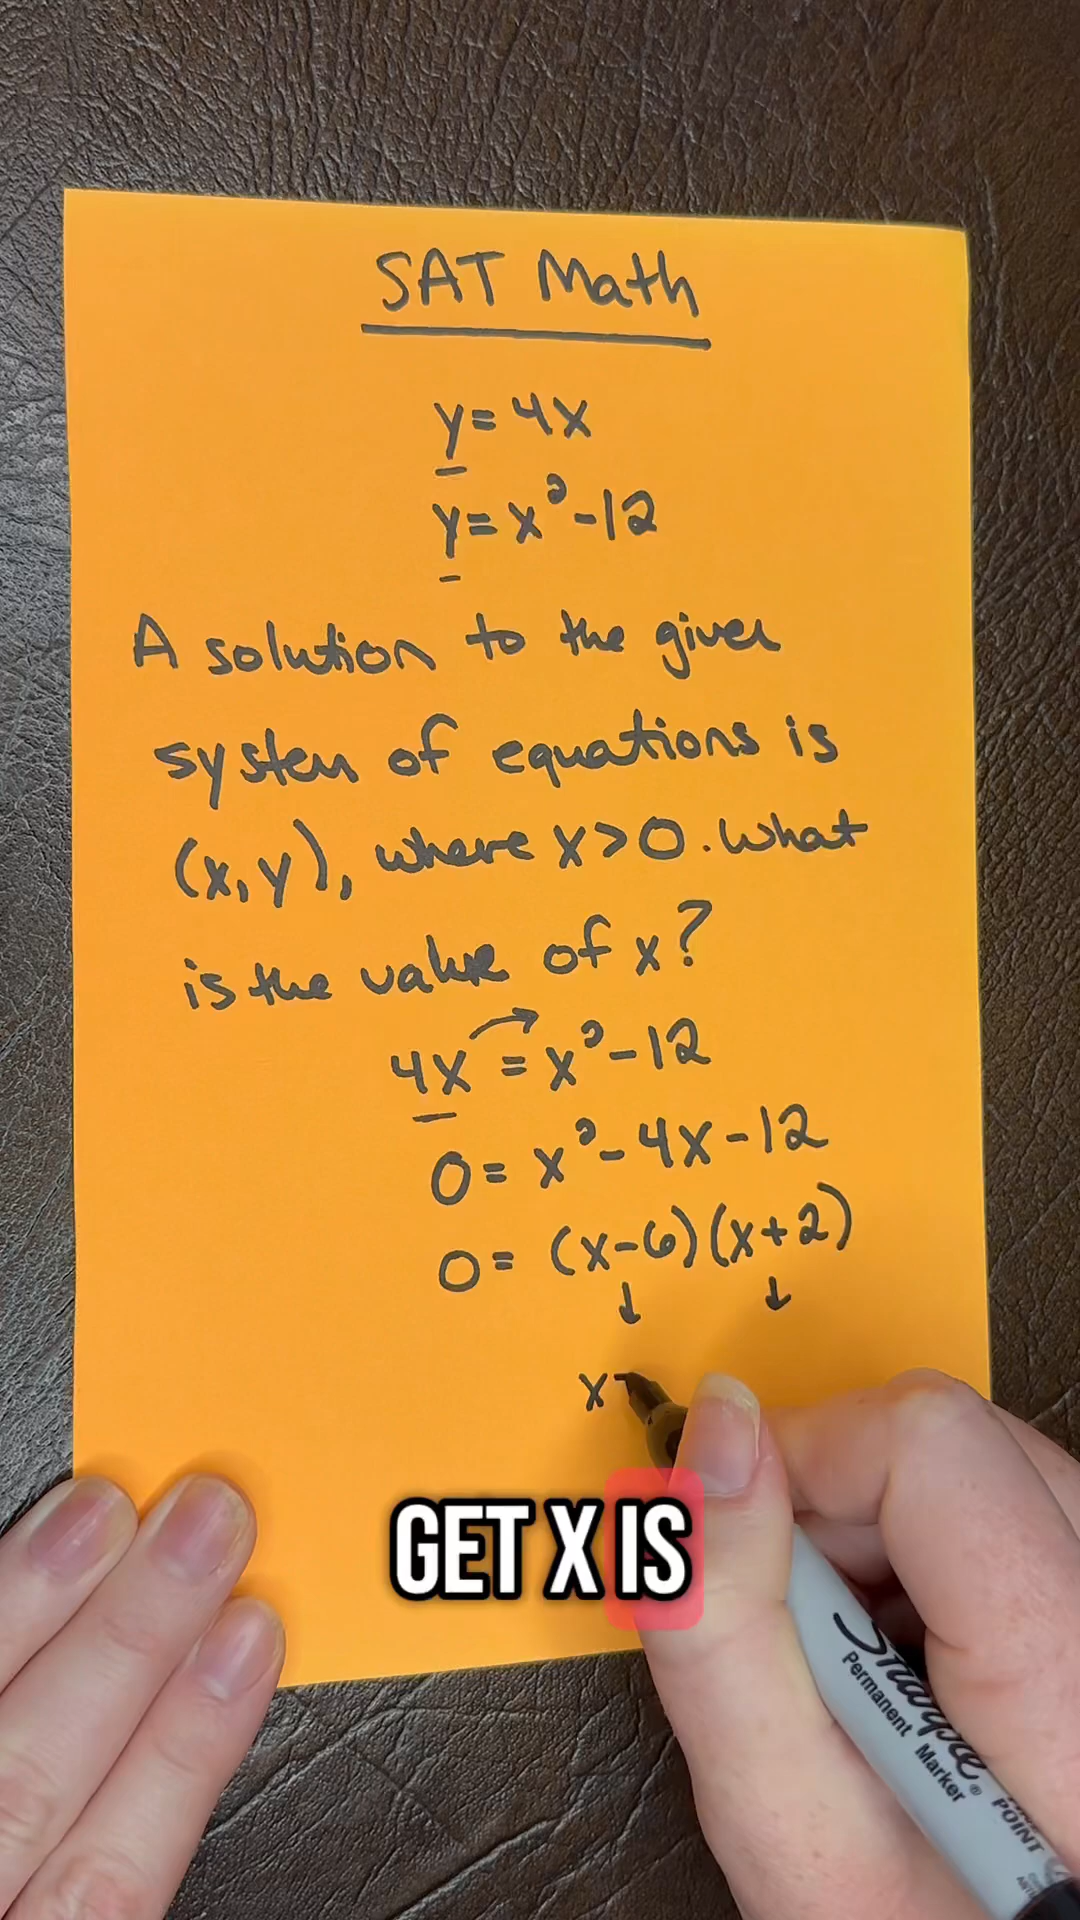 SAT Math
y = 4x
y = x² - 12
A solution to the given
system of equations is
(x, y), where x > 0. What
is the value of x?
4x = x² - 12
0 = x² - 4x - 12
0 = (x - 6)(x + 2)
↓ ↓
x
GET X IS
Sharpie®
Permanent Marker
POINT